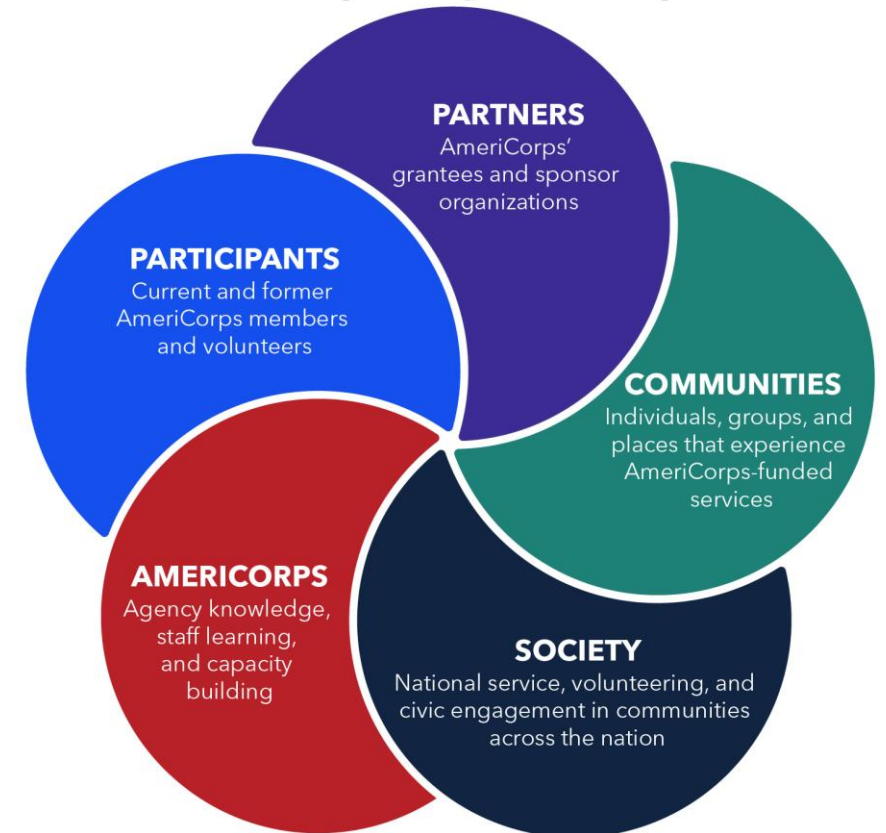 PARTNERS
AmeriCorps’
grantees and sponsor
organizations
PARTICIPANTS
Current and former
AmeriCorps members
and volunteers
COMMUNITIES
Individuals, groups, and
places that experience
AmeriCorps-funded
services
AMERICORPS
Agency knowledge,
staff learning,
and capacity
building
SOCIETY
National service, volunteering, and
civic engagement in communities
across the nation